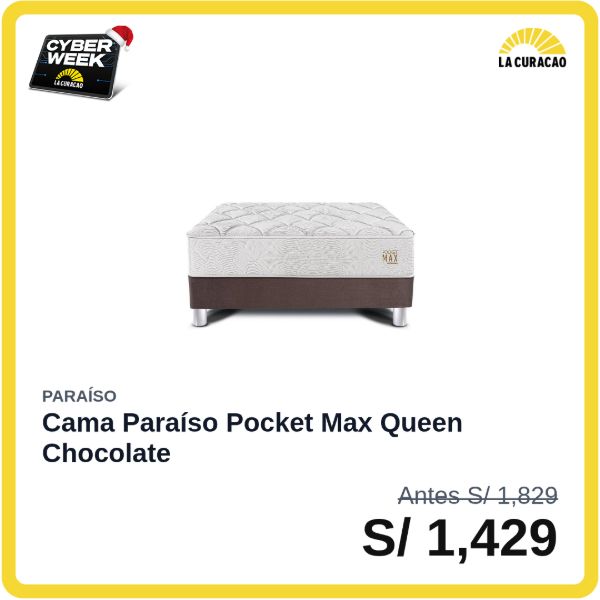 CYBER
WEEK
LA CURACAO
LA CURACAO
MAX
PARAÍSO
Cama Paraíso Pocket Max Queen
Chocolate
Antes S/ 1,829
S/ 1,429